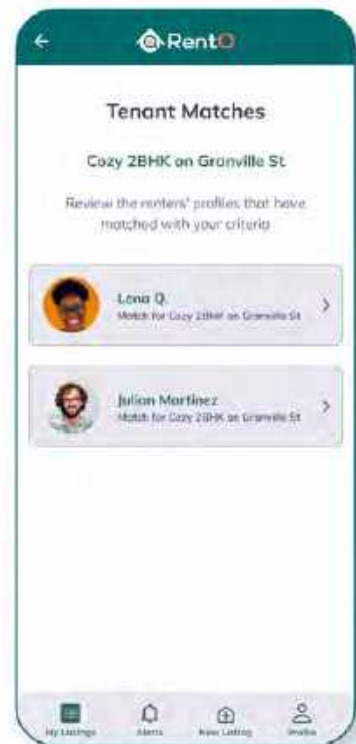 RentO
Tenant Matches
Cozy 2BHK on Granville St
Review the renters' profiles that have
matched with your criteria
Lena Q.
Match for Cozy 2BHK on Granville St
Julian Martinez
Match for Cozy 2BHK on Granville St
My Listings
Alerts
New Listing
Profile